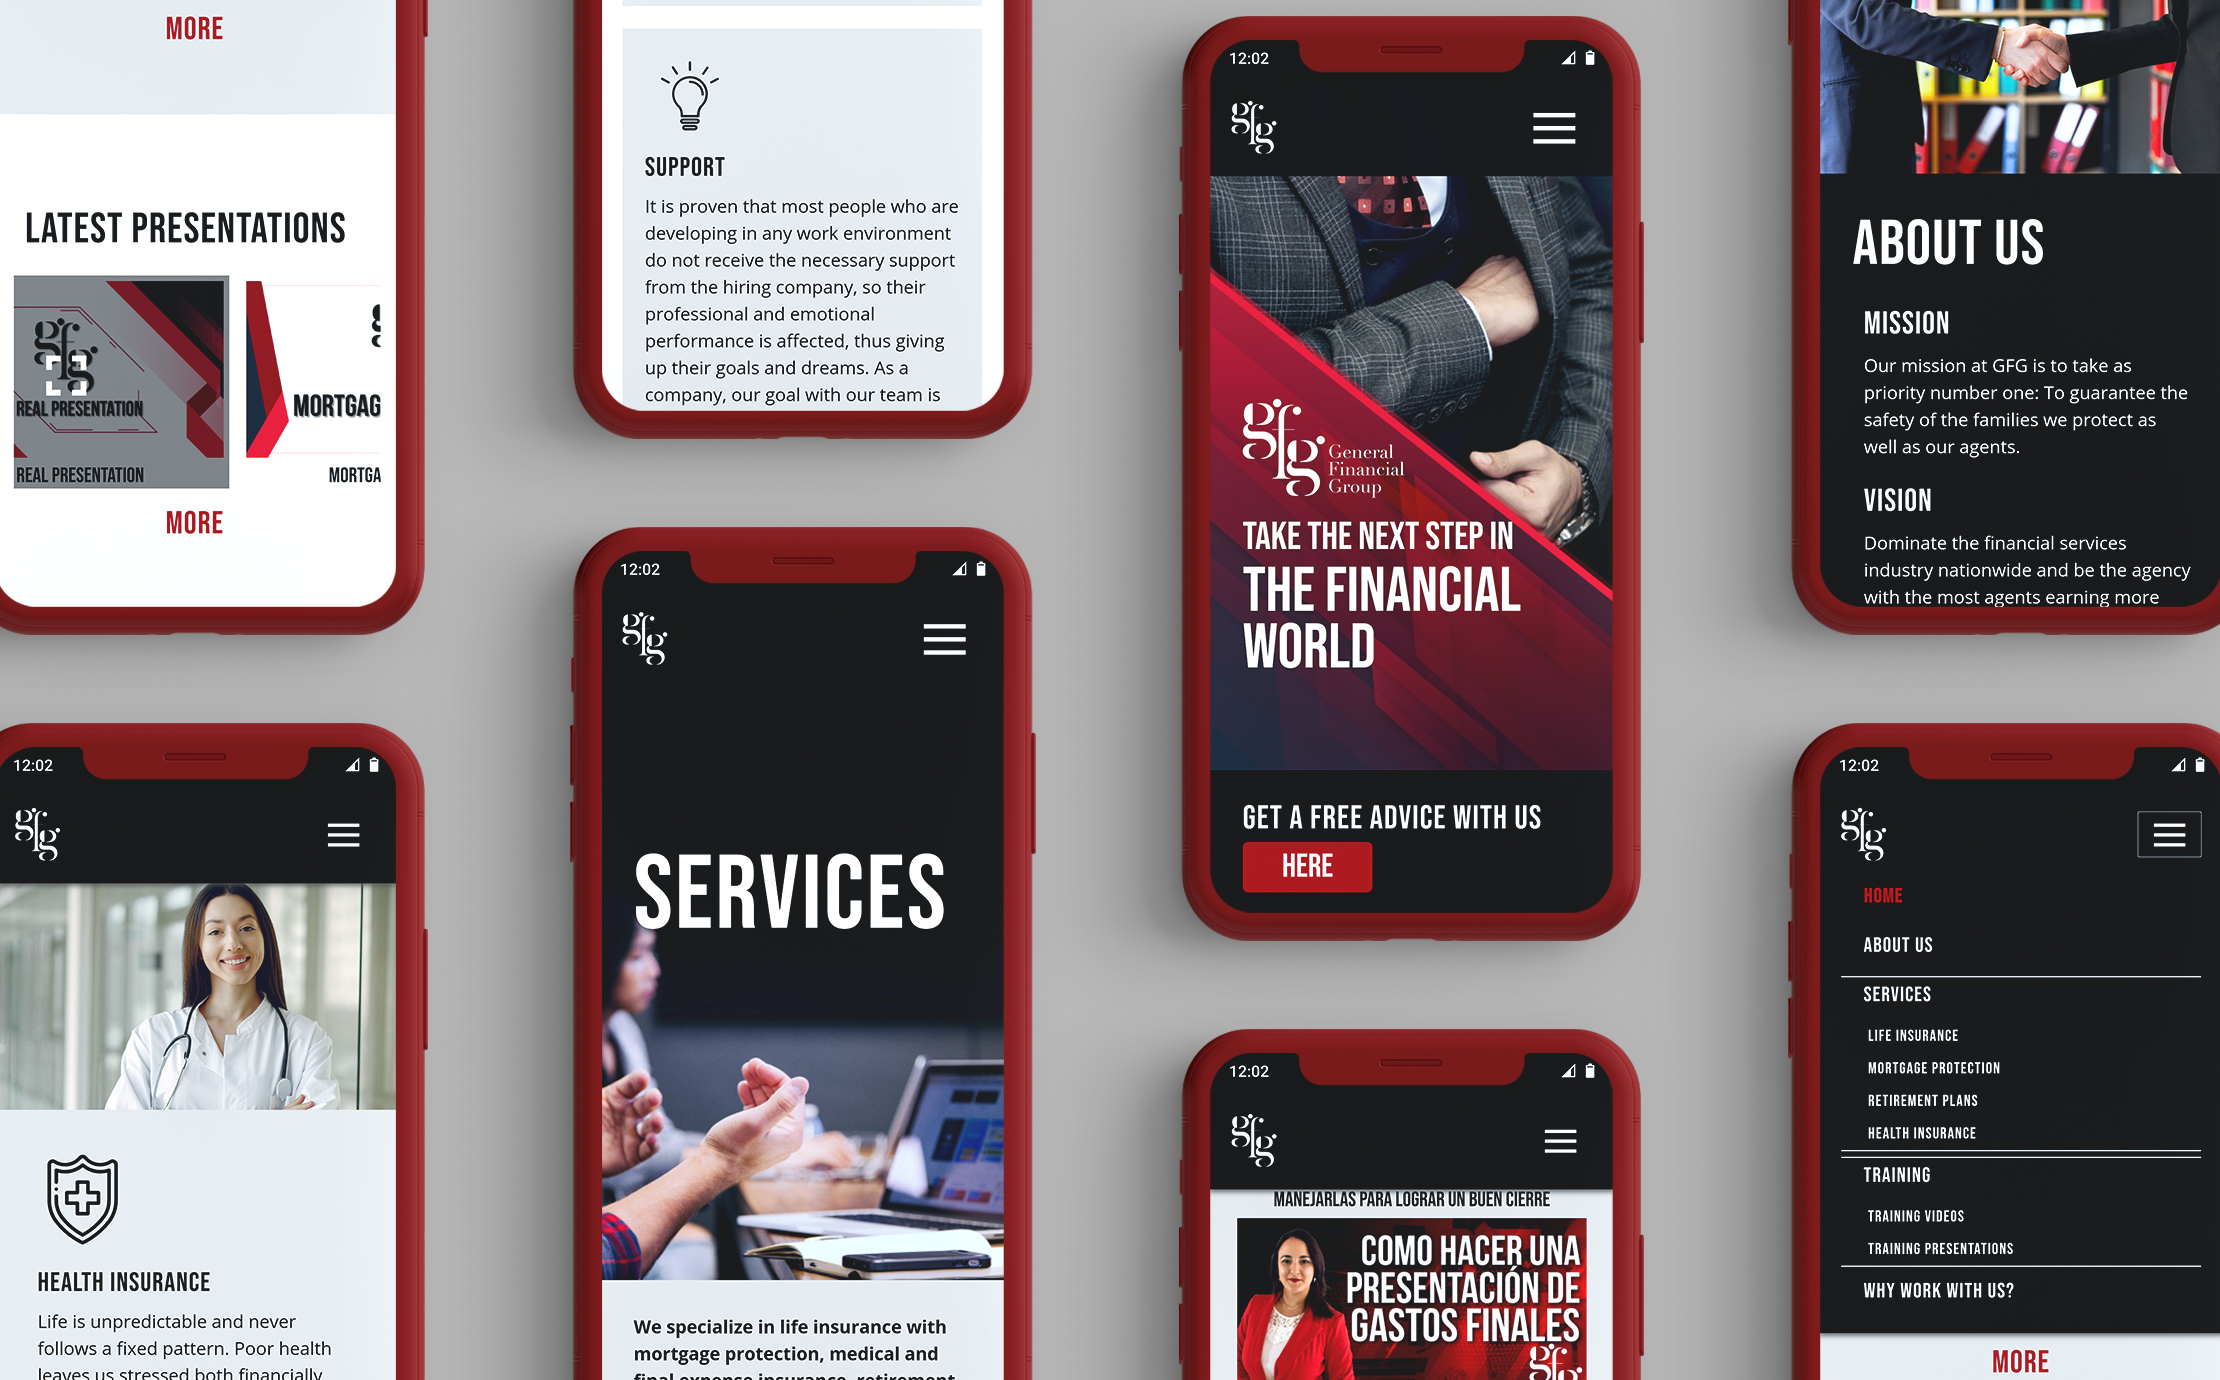 MORE
LATEST PRESENTATIONS
gfg
REAL PRESENTATION
REAL PRESENTATION
MORTGAG
MORTGA
MORE
12:02
gfg
HEALTH INSURANCE
Life is unpredictable and never
follows a fixed pattern. Poor health
leaves us stressed both financially
SUPPORT
It is proven that most people who are
developing in any work environment
do not receive the necessary support
from the hiring company, so their
professional and emotional
performance is affected, thus giving
up their goals and dreams. As a
company, our goal with our team is
12:02
gfg
SERVICES
We specialize in life insurance with
mortgage protection, medical and
final expense insurance, retirement
12:02
gfg
gfg
General
Financial
Group
TAKE THE NEXT STEP IN
THE FINANCIAL
WORLD
GET A FREE ADVICE WITH US
HERE
12:02
gfg
MANEJARLAS PARA LOGRAR UN BUEN CIERRE
COMO HACER UNA
PRESENTACIÓN DE
GASTOS FINALES
gfg
ABOUT US
MISSION
Our mission at GFG is to take as
priority number one: To guarantee the
safety of the families we protect as
well as our agents.
VISION
Dominate the financial services
industry nationwide and be the agency
with the most agents earning more
12:02
gfg
HOME
ABOUT US
SERVICES
LIFE INSURANCE
MORTGAGE PROTECTION
RETIREMENT PLANS
HEALTH INSURANCE
TRAINING
TRAINING VIDEOS
TRAINING PRESENTATIONS
WHY WORK WITH US?
MORE